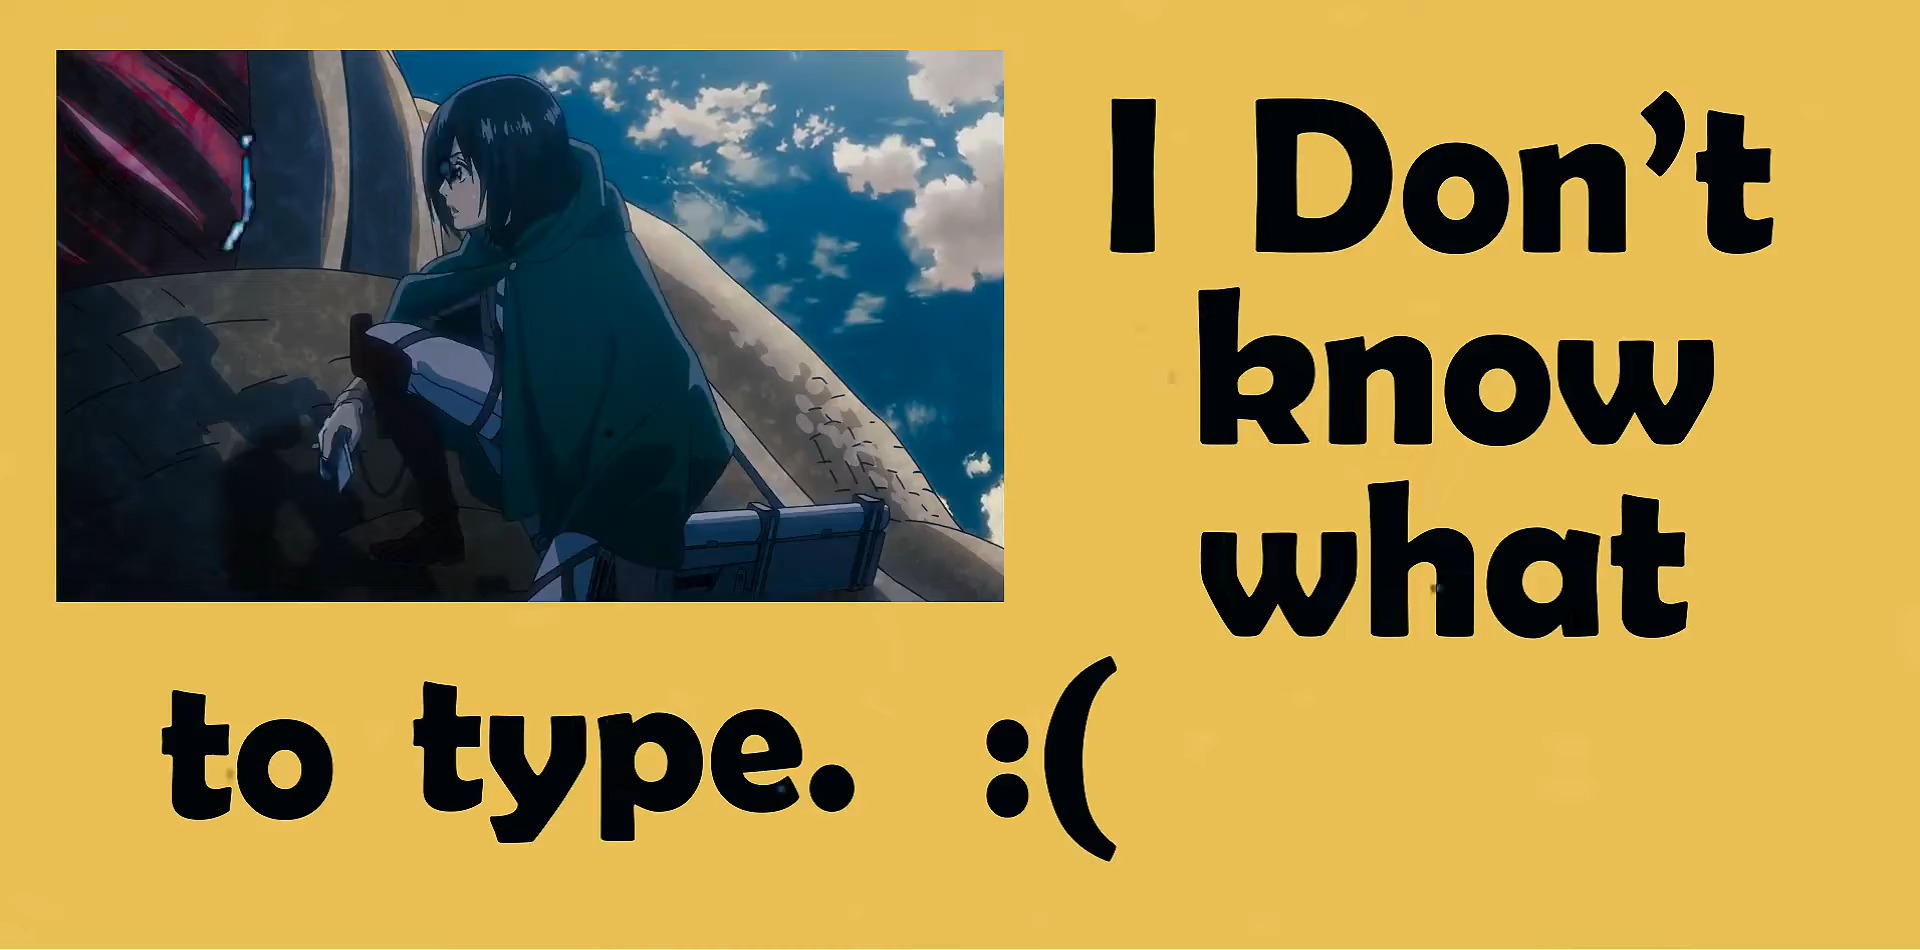 I Don’t
know
what
to type. :(